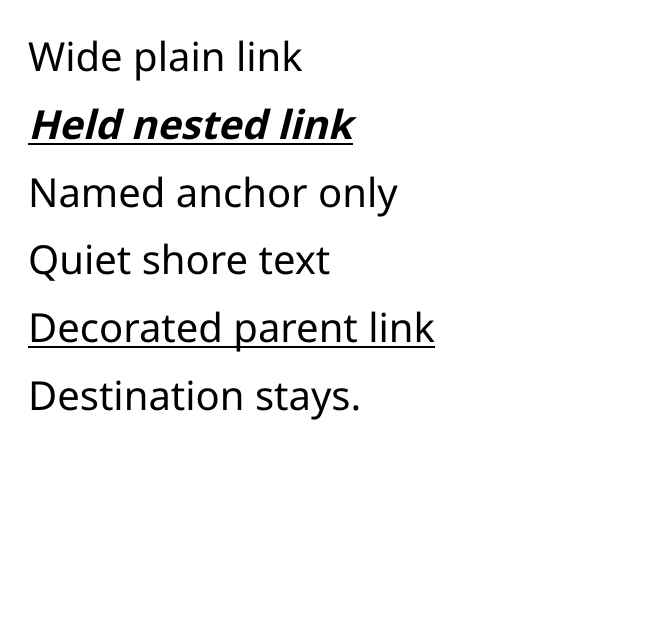 Wide plain link
Held nested link
Named anchor only
Quiet shore text
Decorated parent link
Destination stays.